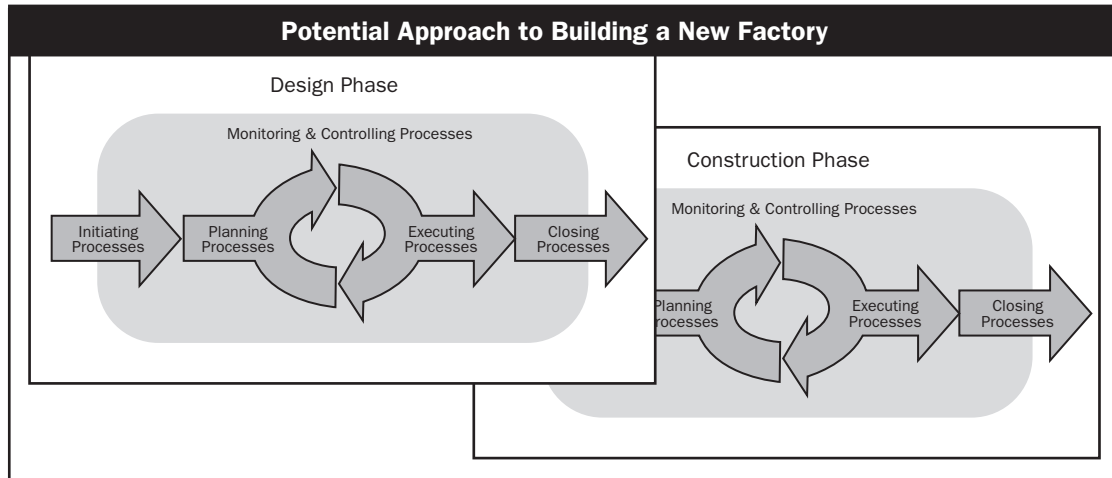 Potential Approach to Building a New Factory
Design Phase
Monitoring & Controlling Processes
Initiating
Processes
Planning
Processes
Executing
Processes
Closing
Processes
Construction Phase
Monitoring & Controlling Processes
Planning
rocesses
Executing
Processes
Closing
Processes